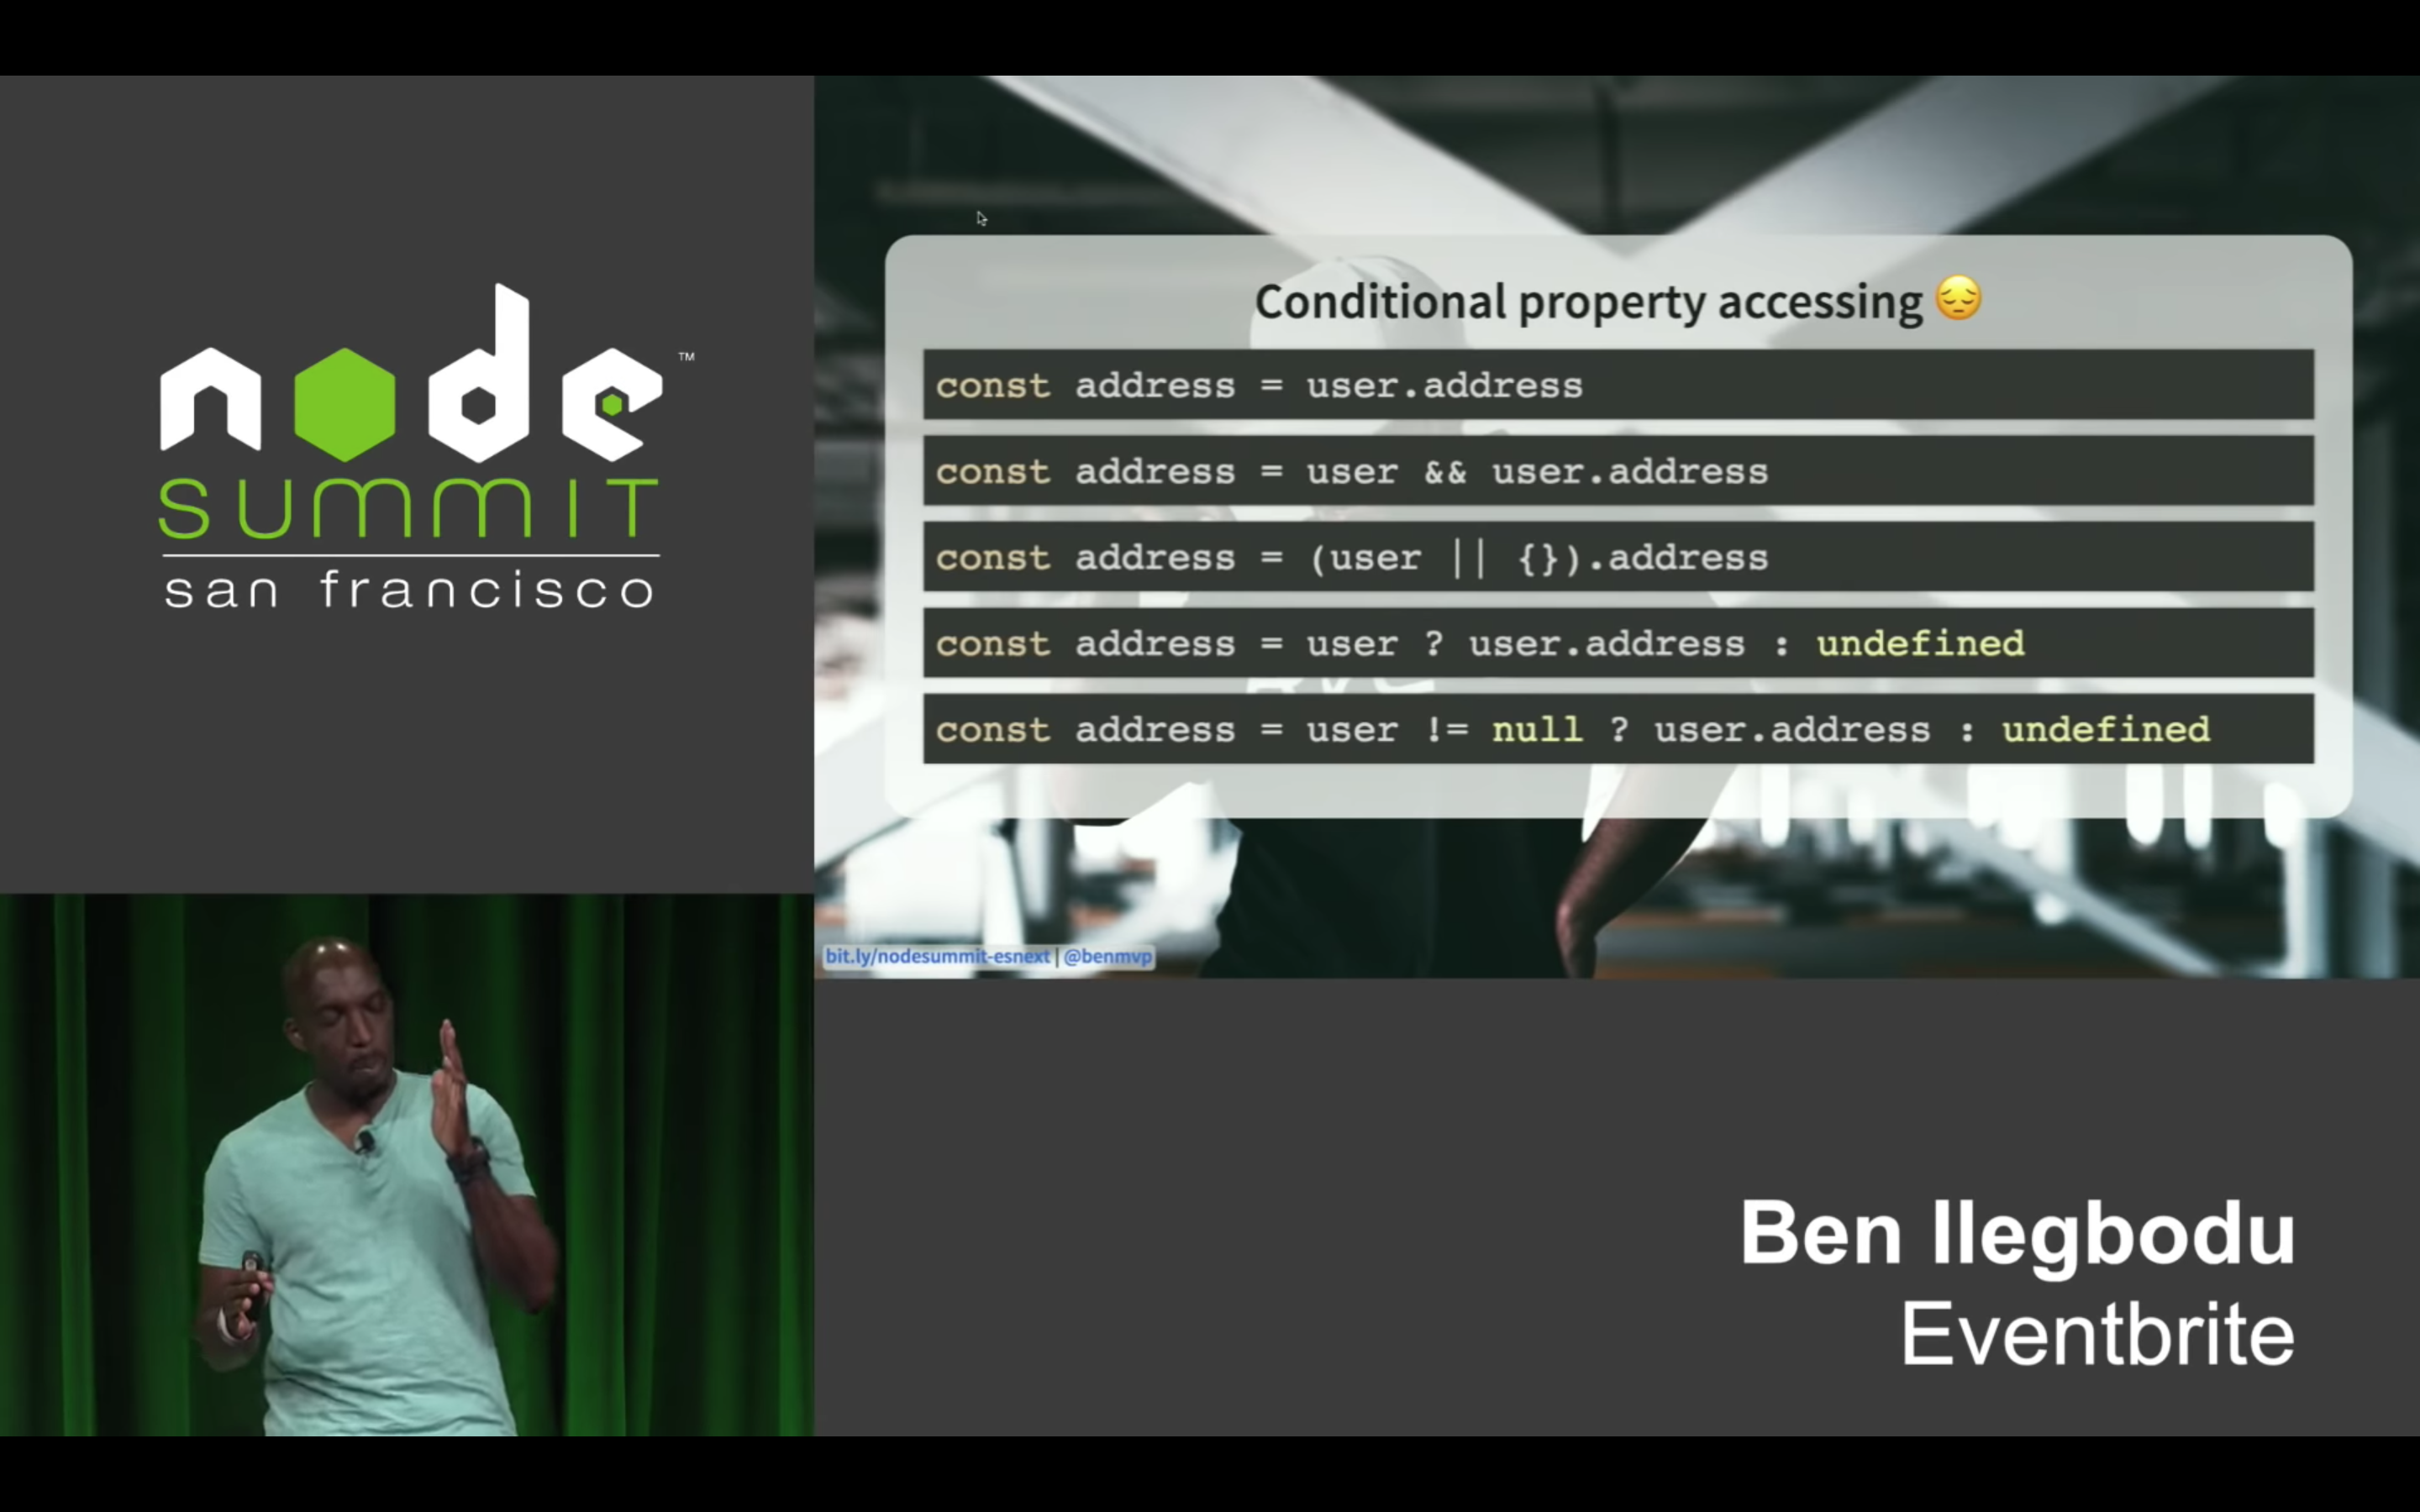 node™
summit
san francisco
Conditional property accessing 😔
const address = user.address
const address = user && user.address
const address = (user || {}).address
const address = user ? user.address : undefined
const address = user != null ? user.address : undefined
bit.ly/nodesummit-esnext | @benmvp
Ben Ilegbodu
Eventbrite